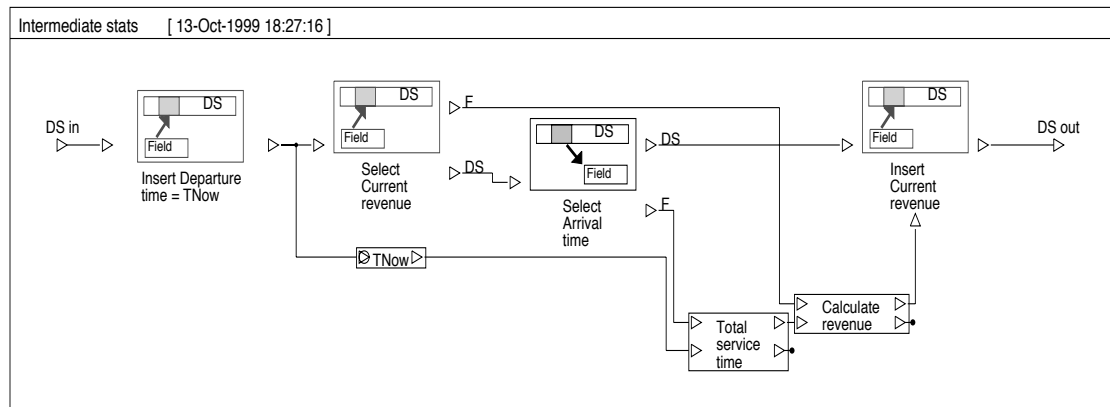 Intermediate stats [ 13-Oct-1999 18:27:16 ]
DS in
DS
Field
Insert Departure
time = TNow
DS
Field
Select
Current
revenue
F
DS
DS
Field
Select
Arrival
time
DS
F
DS
Field
Insert
Current
revenue
DS out
TNow
Total
service
time
Calculate
revenue